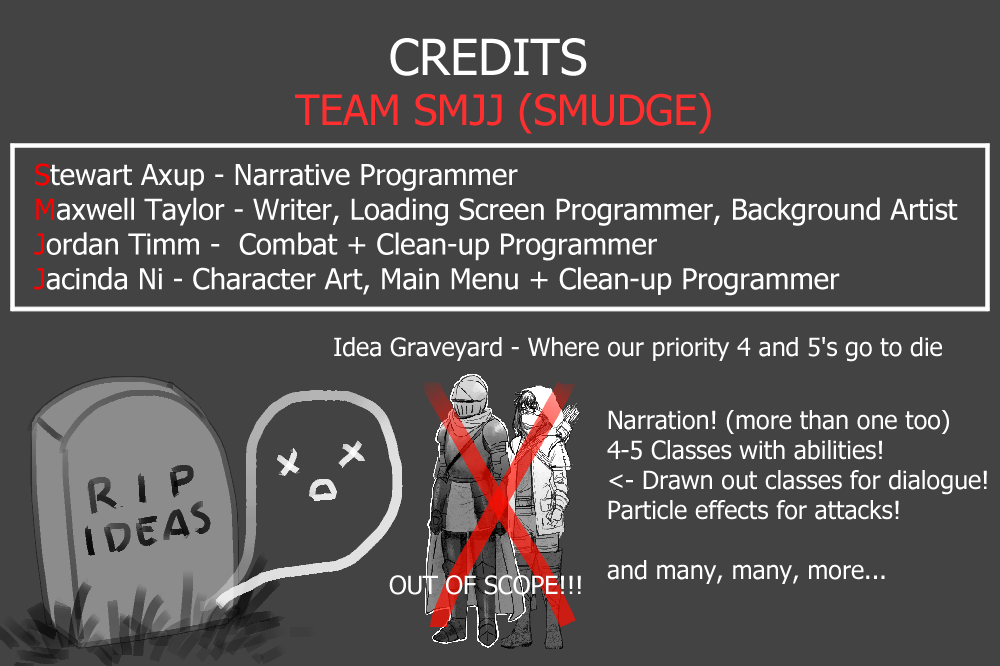 CREDITS
TEAM SMJJ (SMUDGE)
Stewart Axup - Narrative Programmer
Maxwell Taylor - Writer, Loading Screen Programmer, Background Artist
Jordan Timm -  Combat + Clean-up Programmer
Jacinda Ni - Character Art, Main Menu + Clean-up Programmer
Idea Graveyard - Where our priority 4 and 5's go to die
RIP
IDEAS
OUT OF SCOPE!!!
Narration! (more than one too)
4-5 Classes with abilities!
<- Drawn out classes for dialogue!
Particle effects for attacks!
and many, many, more...